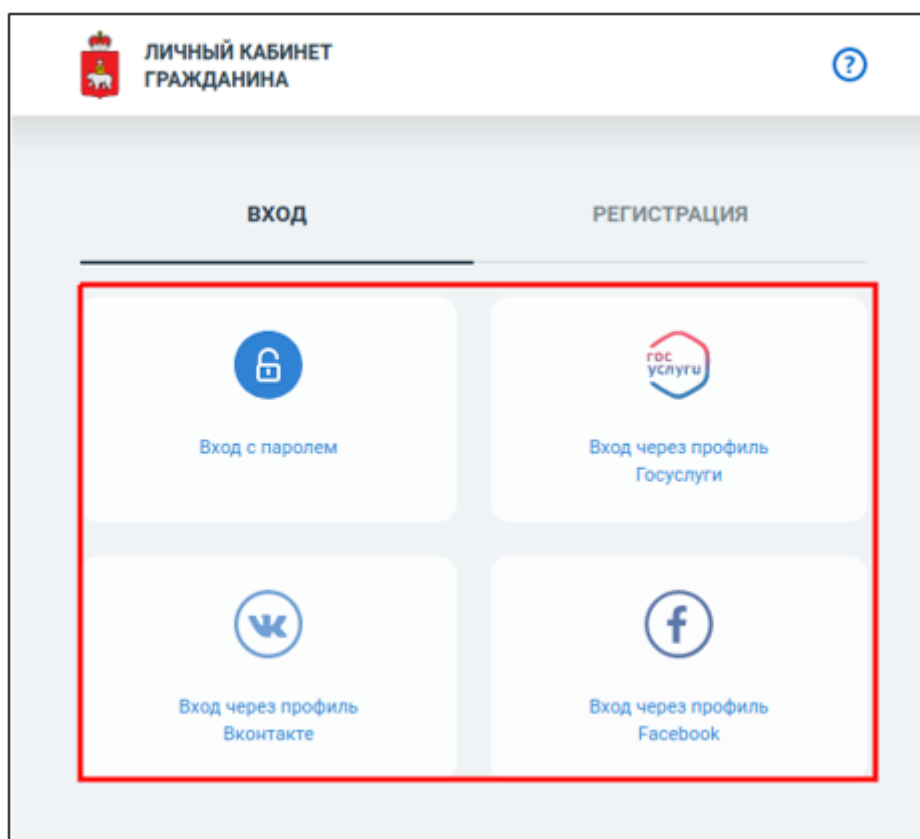 ЛИЧНЫЙ КАБИНЕТ
ГРАЖДАНИНА
?
ВХОД
РЕГИСТРАЦИЯ
гос
услуги
Вход с паролем
Вход через профиль
Госуслуги
Вход через профиль
Вконтакте
f
Вход через профиль
Facebook